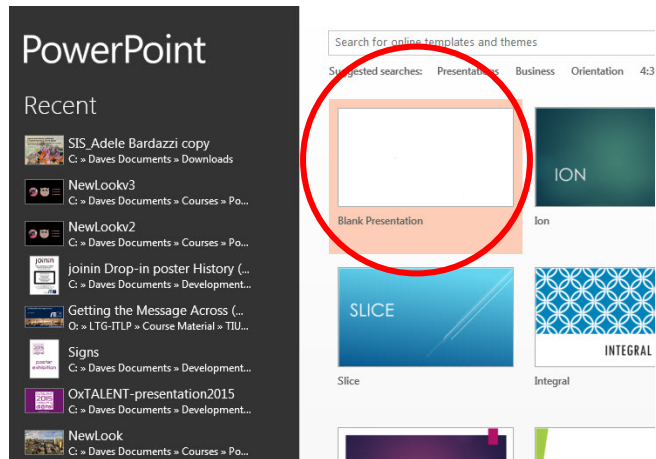 PowerPoint
Recent
SIS_Adele Bardazzi copy
C: » Daves Documents » Downloads
NewLookv3
C: » Daves Documents » Courses » Po...
NewLookv2
C: » Daves Documents » Courses » Po...
joinin Drop-in poster History (...
C: » Daves Documents » Development...
Getting the Message Across (...
O: » LTG-ITLP » Course Material » TIU...
Signs
C: » Daves Documents » Development...
OxTALENT-presentation2015
C: » Daves Documents » Development...
NewLook
C: » Daves Documents » Courses » Po...
Search for online templates and themes
Suggested searches: Presentations Business Orientation 4:3
Blank Presentation
ION
Ion
SLICE
Slice
INTEGRAL
Integral